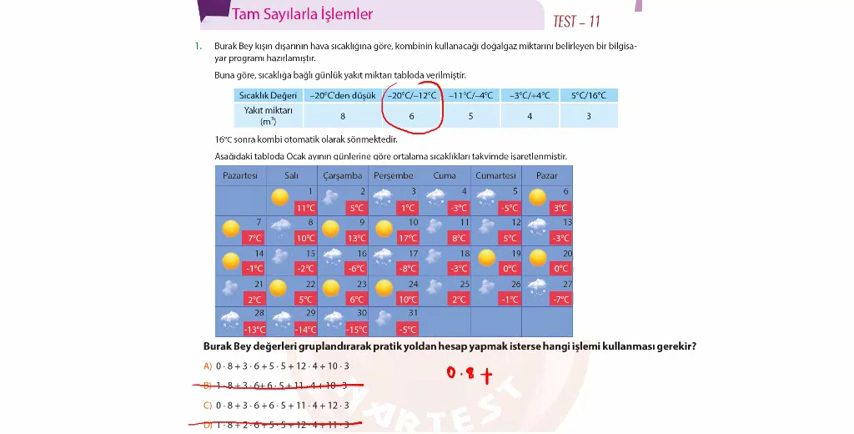 Tam Sayılarla İşlemler
TEST – 11
1. Burak Bey kışın dışarının hava sıcaklığına göre, kombinin kullanacağı doğalgaz miktarını belirleyen bir bilgisa-
yar programı hazırlamıştır.
Buna göre, sıcaklığa bağlı günlük yakıt miktarı tabloda verilmiştir.
Sıcaklık Değeri –20°C'den düşük –20°C/–12°C –11°C/–4°C –3°C/+4°C 5°C/16°C
Yakıt miktarı
(m³) 8 6 5 4 3
16°C sonra kombi otomatik olarak sönmektedir.
Aşağıdaki tabloda Ocak ayının günlerine göre ortalama sıcaklıkları takvimde işaretlenmiştir.
Pazartesi Salı Çarşamba Perşembe Cuma Cumartesi Pazar
1 2 3 4 5 6
11°C 5°C 1°C -3°C -5°C 3°C
7 8 9 10 11 12 13
7°C 10°C 13°C 17°C 8°C 5°C -3°C
14 15 16 17 18 19 20
-1°C -2°C -6°C -8°C -3°C 0°C 0°C
21 22 23 24 25 26 27
2°C 5°C 6°C 10°C 2°C -1°C -7°C
28 29 30 31
-13°C -14°C -15°C -5°C
Burak Bey değerleri gruplandırarak pratik yoldan hesap yapmak isterse hangi işlemi kullanması gerekir?
A) 0 · 8 + 3 · 6 + 5 · 5 + 12 · 4 + 10 · 3
0.8+
B) 1 · 8 + 3 · 6 + 6 · 5 + 11 · 4 + 10 · 3
C) 0 · 8 + 3 · 6 + 6 · 5 + 11 · 4 + 12 · 3
D) 1 · 8 + 2 · 6 + 5 · 5 + 12 · 4 + 11 · 3